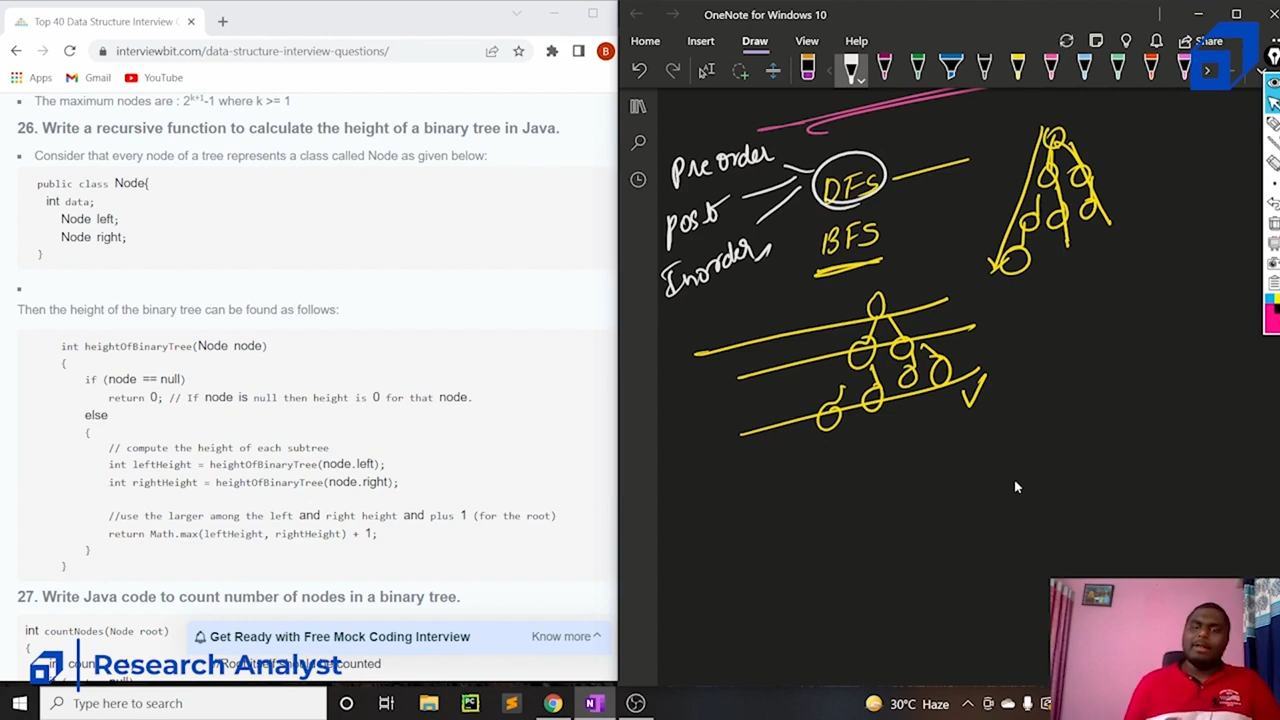 Top 40 Data Structure Interview
OneNote for Windows 10
interviewbit.com/data-structure-interview-questions/
B
Apps
Gmail
YouTube
Home
Insert
Draw
View
Help
Share
The maximum nodes are : 2^k+1-1 where k >= 1
26. Write a recursive function to calculate the height of a binary tree in Java.
Consider that every node of a tree represents a class called Node as given below:
public class Node{
int data;
Node left;
Node right;
}
Then the height of the binary tree can be found as follows:
int heightOfBinaryTree(Node node)
{
if (node == null)
return 0; // If node is null then height is 0 for that node.
else
{
// compute the height of each subtree
int leftHeight = heightOfBinaryTree(node.left);
int rightHeight = heightOfBinaryTree(node.right);
//use the larger among the left and right height and plus 1 (for the root)
return Math.max(leftHeight, rightHeight) + 1;
}
}
27. Write Java code to count number of nodes in a binary tree.
int countNodes(Node root)
{
Get Ready with Free Mock Coding Interview
Know more
Research Analyst
should be counted
Preorder
Post
Inorder
DFS
BFS
Type here to search
PC
30°C Haze